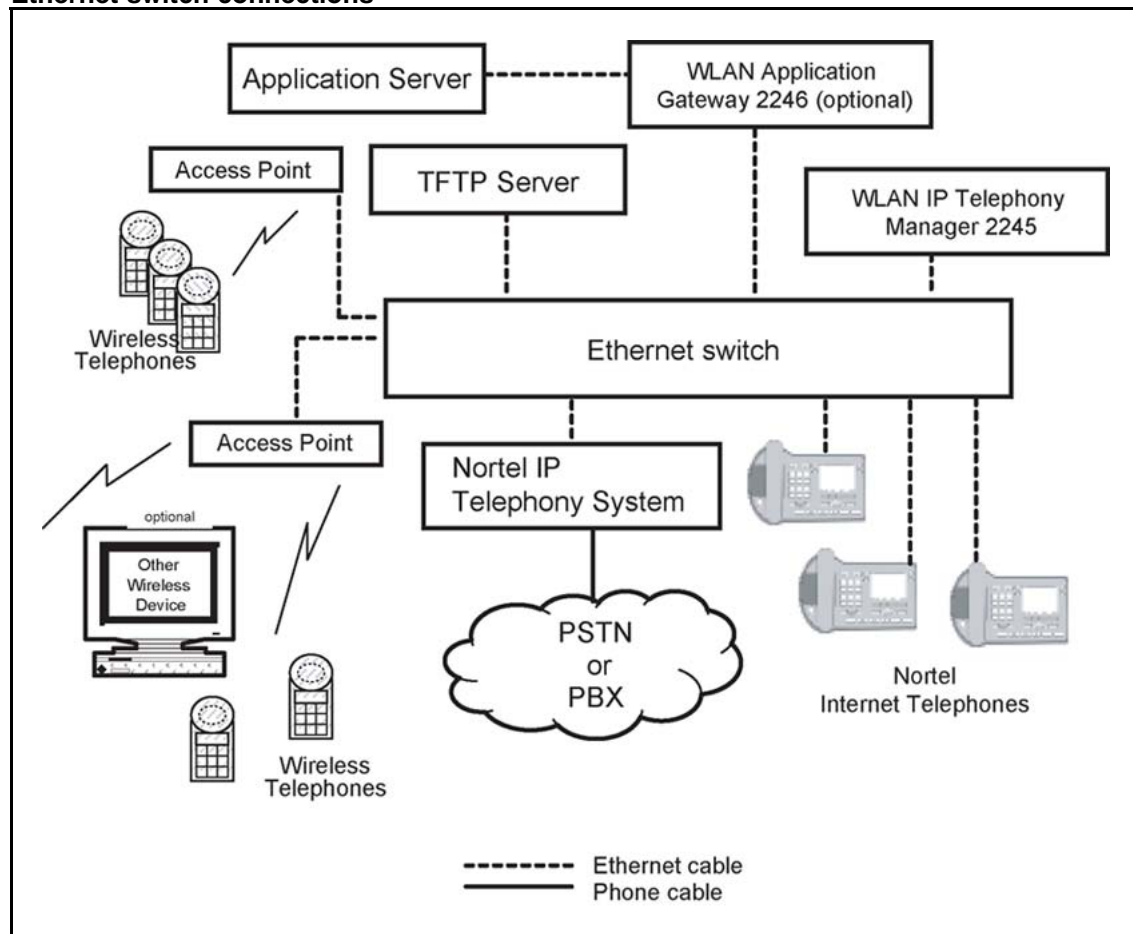 Ethernet switch connections
Application Server
WLAN Application
Gateway 2246 (optional)
Access Point
TFTP Server
WLAN IP Telephony
Manager 2245
Wireless
Telephones
Ethernet switch
Access Point
Nortel IP
Telephony System
optional
Other
Wireless
Device
PSTN
or
PBX
Nortel
Internet Telephones
Wireless
Telephones
Ethernet cable
Phone cable